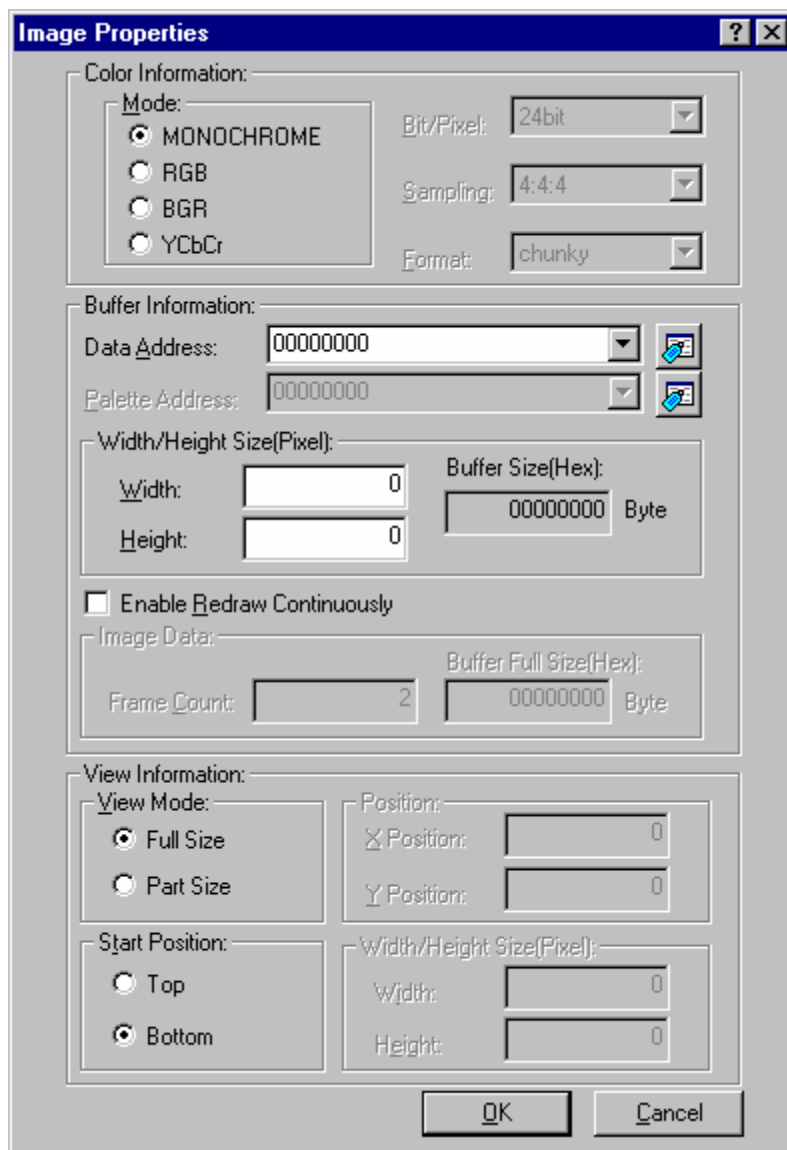 Image Properties
Color Information:
Mode:
MONOCHROME
RGB
BGR
YCbCr
Bit/Pixel: 24bit
Sampling: 4:4:4
Format: chunky
Buffer Information:
Data Address: 00000000
Palette Address: 00000000
Width/Height Size(Pixel):
Width: 0
Height: 0
Buffer Size(Hex):
00000000 Byte
Enable Redraw Continuously
Image Data:
Frame Count: 2
Buffer Full Size(Hex):
00000000 Byte
View Information:
View Mode:
Full Size
Part Size
Position:
X Position: 0
Y Position: 0
Start Position:
Top
Bottom
Width/Height Size(Pixel):
Width: 0
Height: 0
OK Cancel